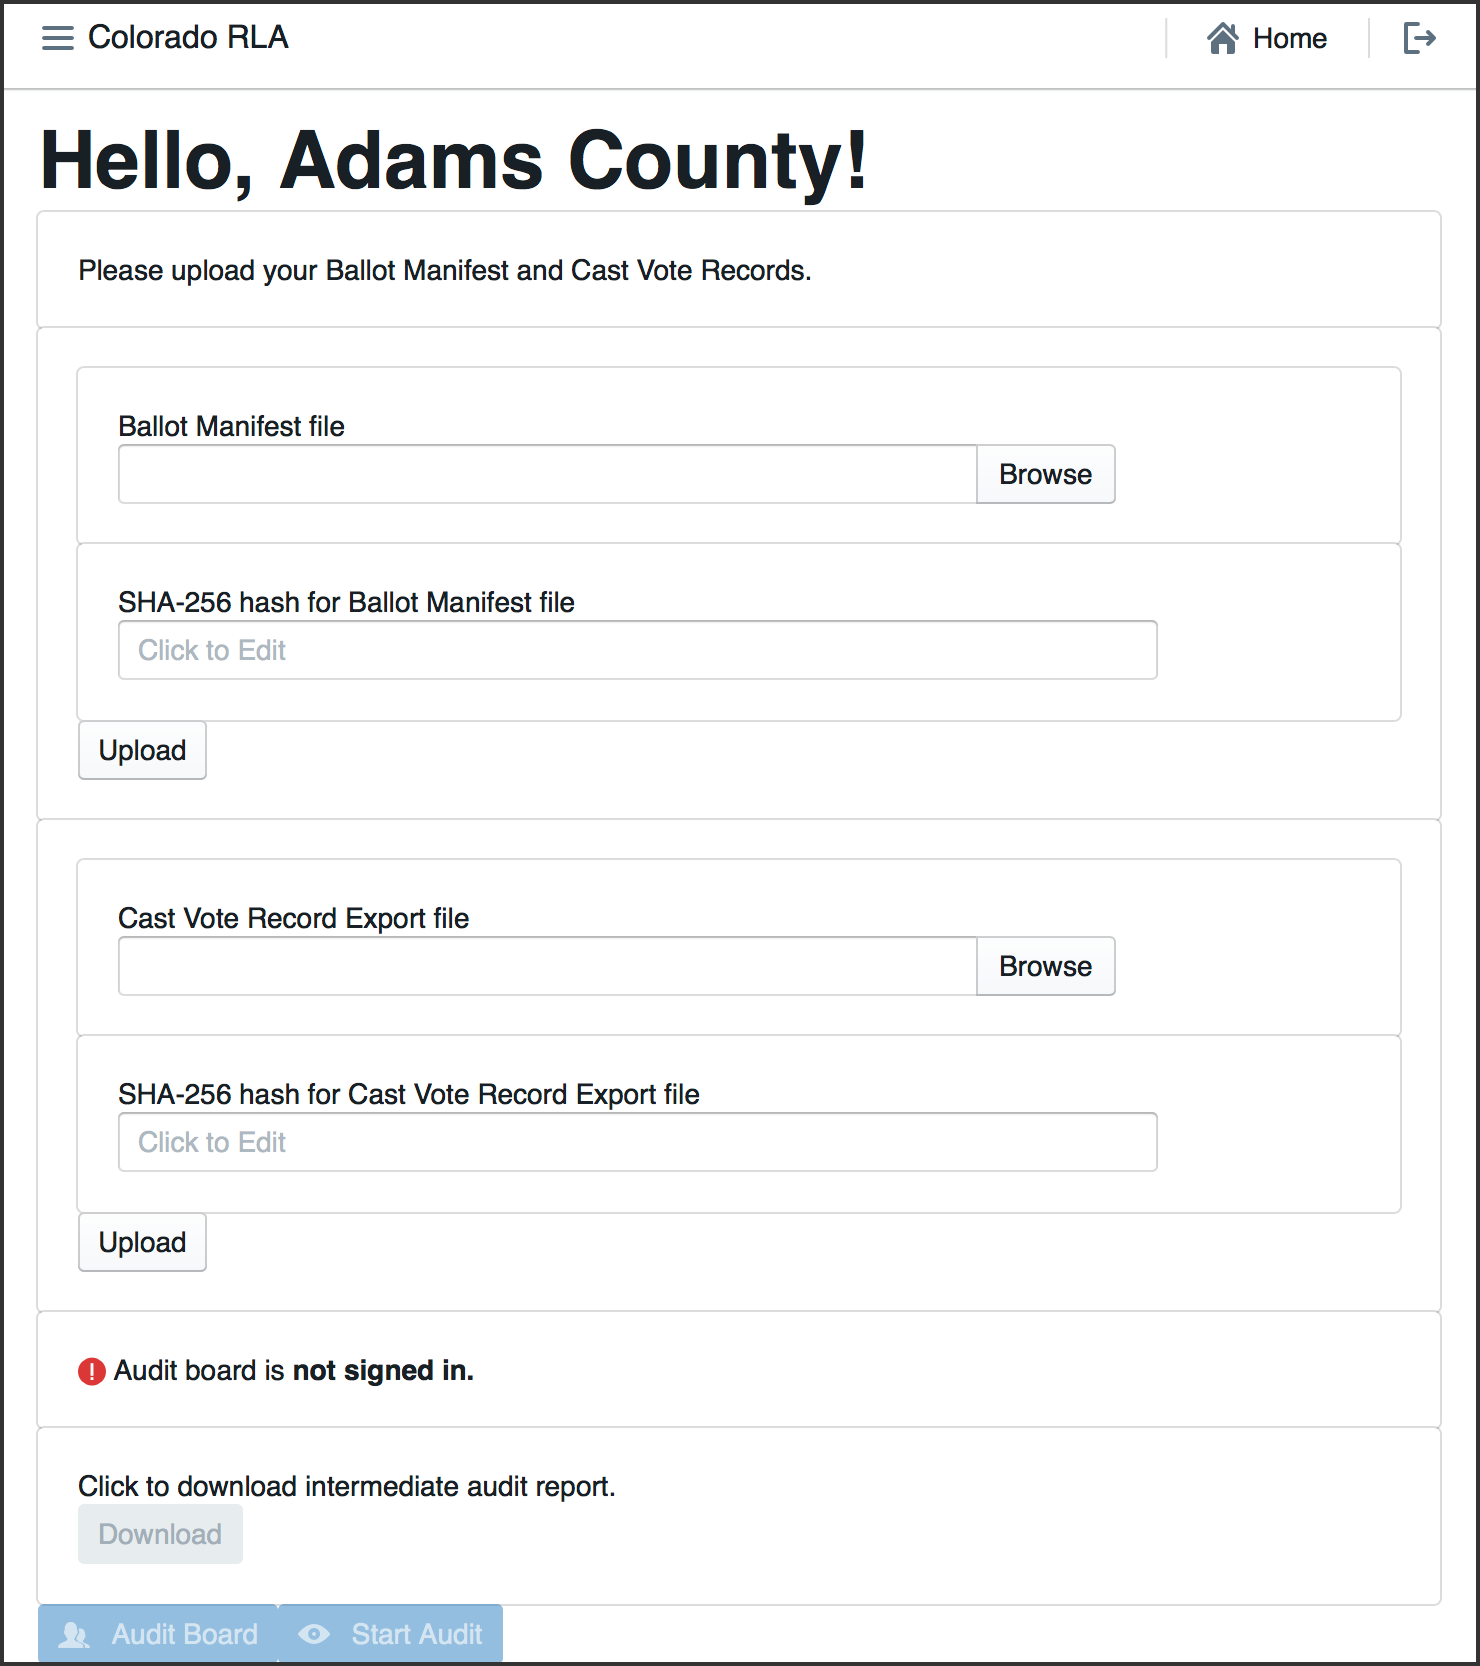 Colorado RLA
Home
Hello, Adams County!
Please upload your Ballot Manifest and Cast Vote Records.
Ballot Manifest file
Browse
SHA-256 hash for Ballot Manifest file
Click to Edit
Upload
Cast Vote Record Export file
Browse
SHA-256 hash for Cast Vote Record Export file
Click to Edit
Upload
Audit board is not signed in.
Click to download intermediate audit report.
Download
Audit Board Start Audit